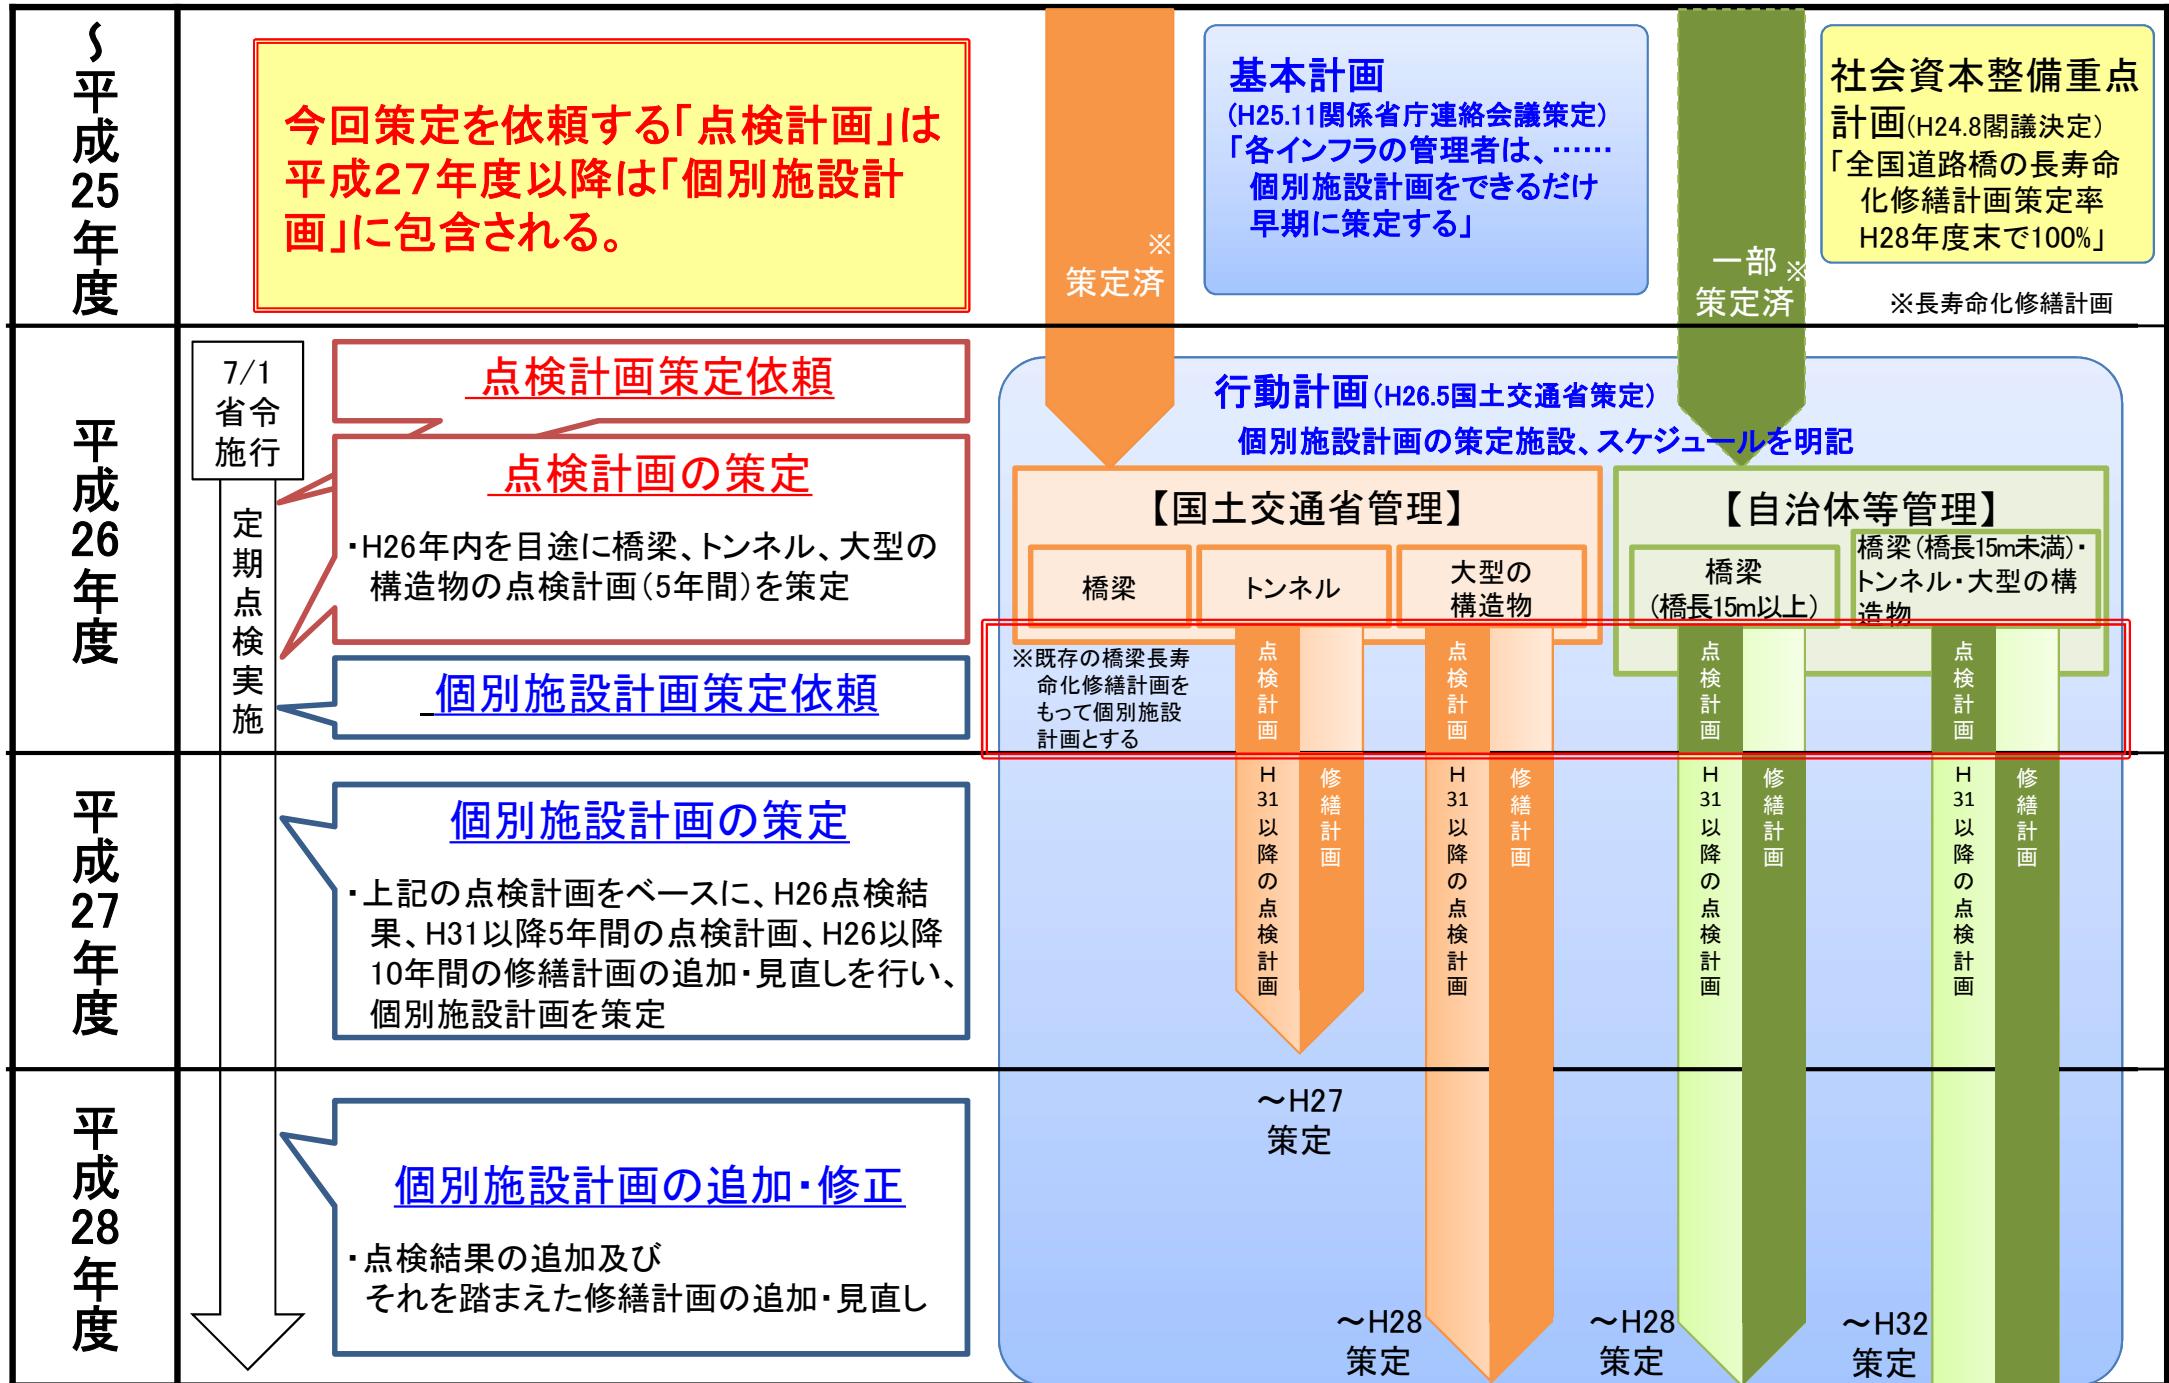 ～平成25年度
今回策定を依頼する「点検計画」は
平成27年度以降は「個別施設計
画」に包含される。
※
策定済
基本計画
(H25.11関係省庁連絡会議策定)
「各インフラの管理者は、……
個別施設計画をできるだけ
早期に策定する」
一部※
策定済
社会資本整備重点
計画(H24.8閣議決定)
「全国道路橋の長寿命
化修繕計画策定率
H28年度末で100%」
※長寿命化修繕計画
平成26年度
7/1
省令
施行
定期点検実施
点検計画策定依頼
点検計画の策定
・H26年内を目途に橋梁、トンネル、大型の
構造物の点検計画(5年間)を策定
個別施設計画策定依頼
行動計画(H26.5国土交通省策定)
個別施設計画の策定施設、スケジュールを明記
【国土交通省管理】
橋梁
トンネル
大型の
構造物
【自治体等管理】
橋梁
(橋長15m以上)
橋梁(橋長15m未満)・
トンネル・大型の構
造物
※既存の橋梁長寿
命化修繕計画を
もって個別施設
計画とする
点検計画
点検計画
点検計画
点検計画
平成27年度
個別施設計画の策定
・上記の点検計画をベースに、H26点検結
果、H31以降5年間の点検計画、H26以降
10年間の修繕計画の追加・見直しを行い、
個別施設計画を策定
H31以降の点検計画
修繕計画
H31以降の点検計画
修繕計画
H31以降の点検計画
修繕計画
H31以降の点検計画
修繕計画
平成28年度
個別施設計画の追加・修正
・点検結果の追加及び
それを踏まえた修繕計画の追加・見直し
～H27
策定
～H28
策定
～H28
策定
～H32
策定